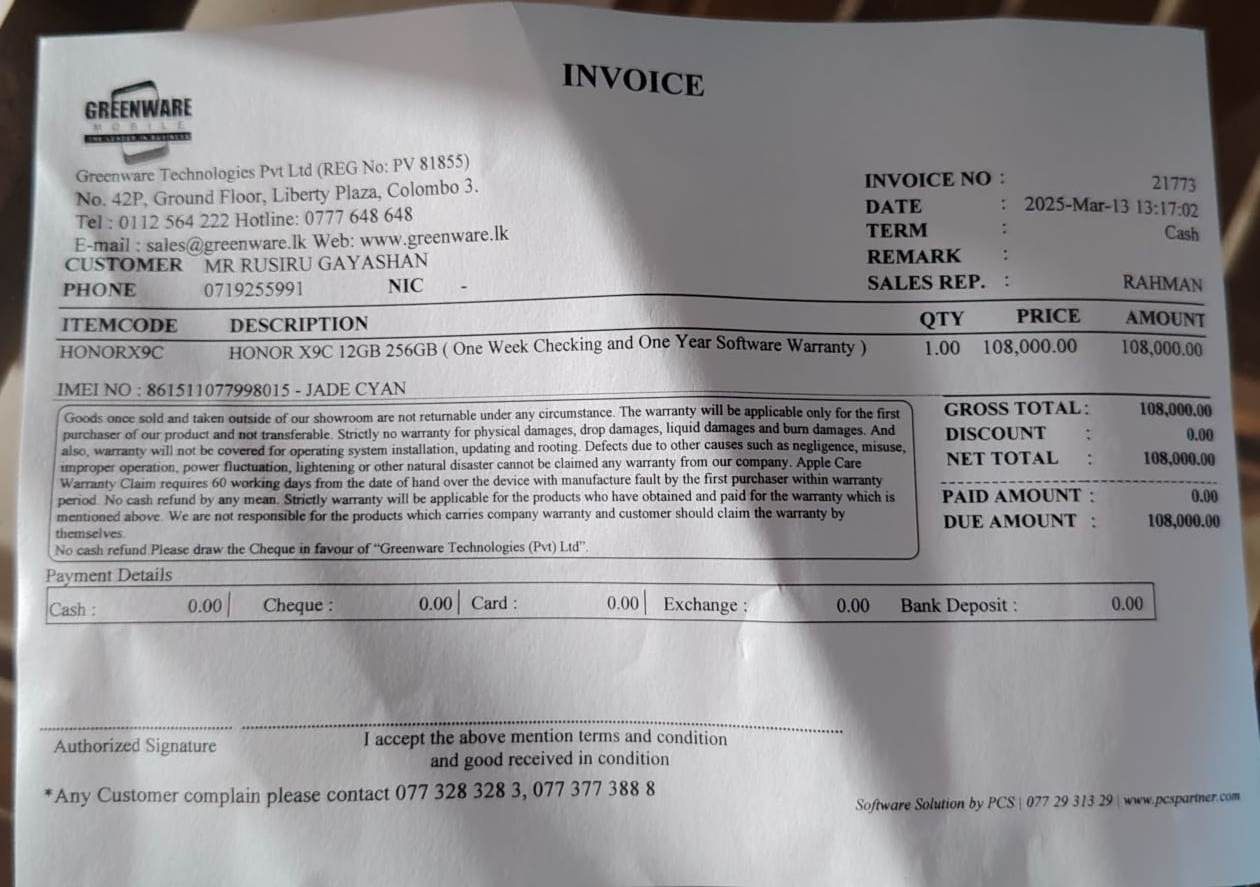 INVOICE
GREENWARE
MOBILE
THE LEADER IN BUSINESS
Greenware Technologies Pvt Ltd (REG No: PV 81855)
No. 42P, Ground Floor, Liberty Plaza, Colombo 3.
Tel : 0112 564 222 Hotline: 0777 648 648
E-mail : sales@greenware.lk Web: www.greenware.lk
CUSTOMER MR RUSIRU GAYASHAN
PHONE 0719255991 NIC -
INVOICE NO : 21773
DATE : 2025-Mar-13 13:17:02
TERM : Cash
REMARK :
SALES REP. : RAHMAN
ITEMCODE DESCRIPTION QTY PRICE AMOUNT
HONORX9C HONOR X9C 12GB 256GB ( One Week Checking and One Year Software Warranty ) 1.00 108,000.00 108,000.00
IMEI NO : 861511077998015 - JADE CYAN
Goods once sold and taken outside of our showroom are not returnable under any circumstance. The warranty will be applicable only for the first
purchaser of our product and not transferable. Strictly no warranty for physical damages, drop damages, liquid damages and burn damages. And
also, warranty will not be covered for operating system installation, updating and rooting. Defects due to other causes such as negligence, misuse,
improper operation, power fluctuation, lightening or other natural disaster cannot be claimed any warranty from our company. Apple Care
Warranty Claim requires 60 working days from the date of hand over the device with manufacture fault by the first purchaser within warranty
period. No cash refund by any mean. Strictly warranty will be applicable for the products who have obtained and paid for the warranty which is
mentioned above. We are not responsible for the products which carries company warranty and customer should claim the warranty by
themselves.
No cash refund Please draw the Cheque in favour of “Greenware Technologies (Pvt) Ltd”.
GROSS TOTAL : 108,000.00
DISCOUNT : 0.00
NET TOTAL : 108,000.00
PAID AMOUNT : 0.00
DUE AMOUNT : 108,000.00
Payment Details
Cash : 0.00 Cheque : 0.00 Card : 0.00 Exchange : 0.00 Bank Deposit : 0.00
Authorized Signature
I accept the above mention terms and condition
and good received in condition
*Any Customer complain please contact 077 328 328 3, 077 377 388 8
Software Solution by PCS | 077 29 313 29 | www.pcspartner.com